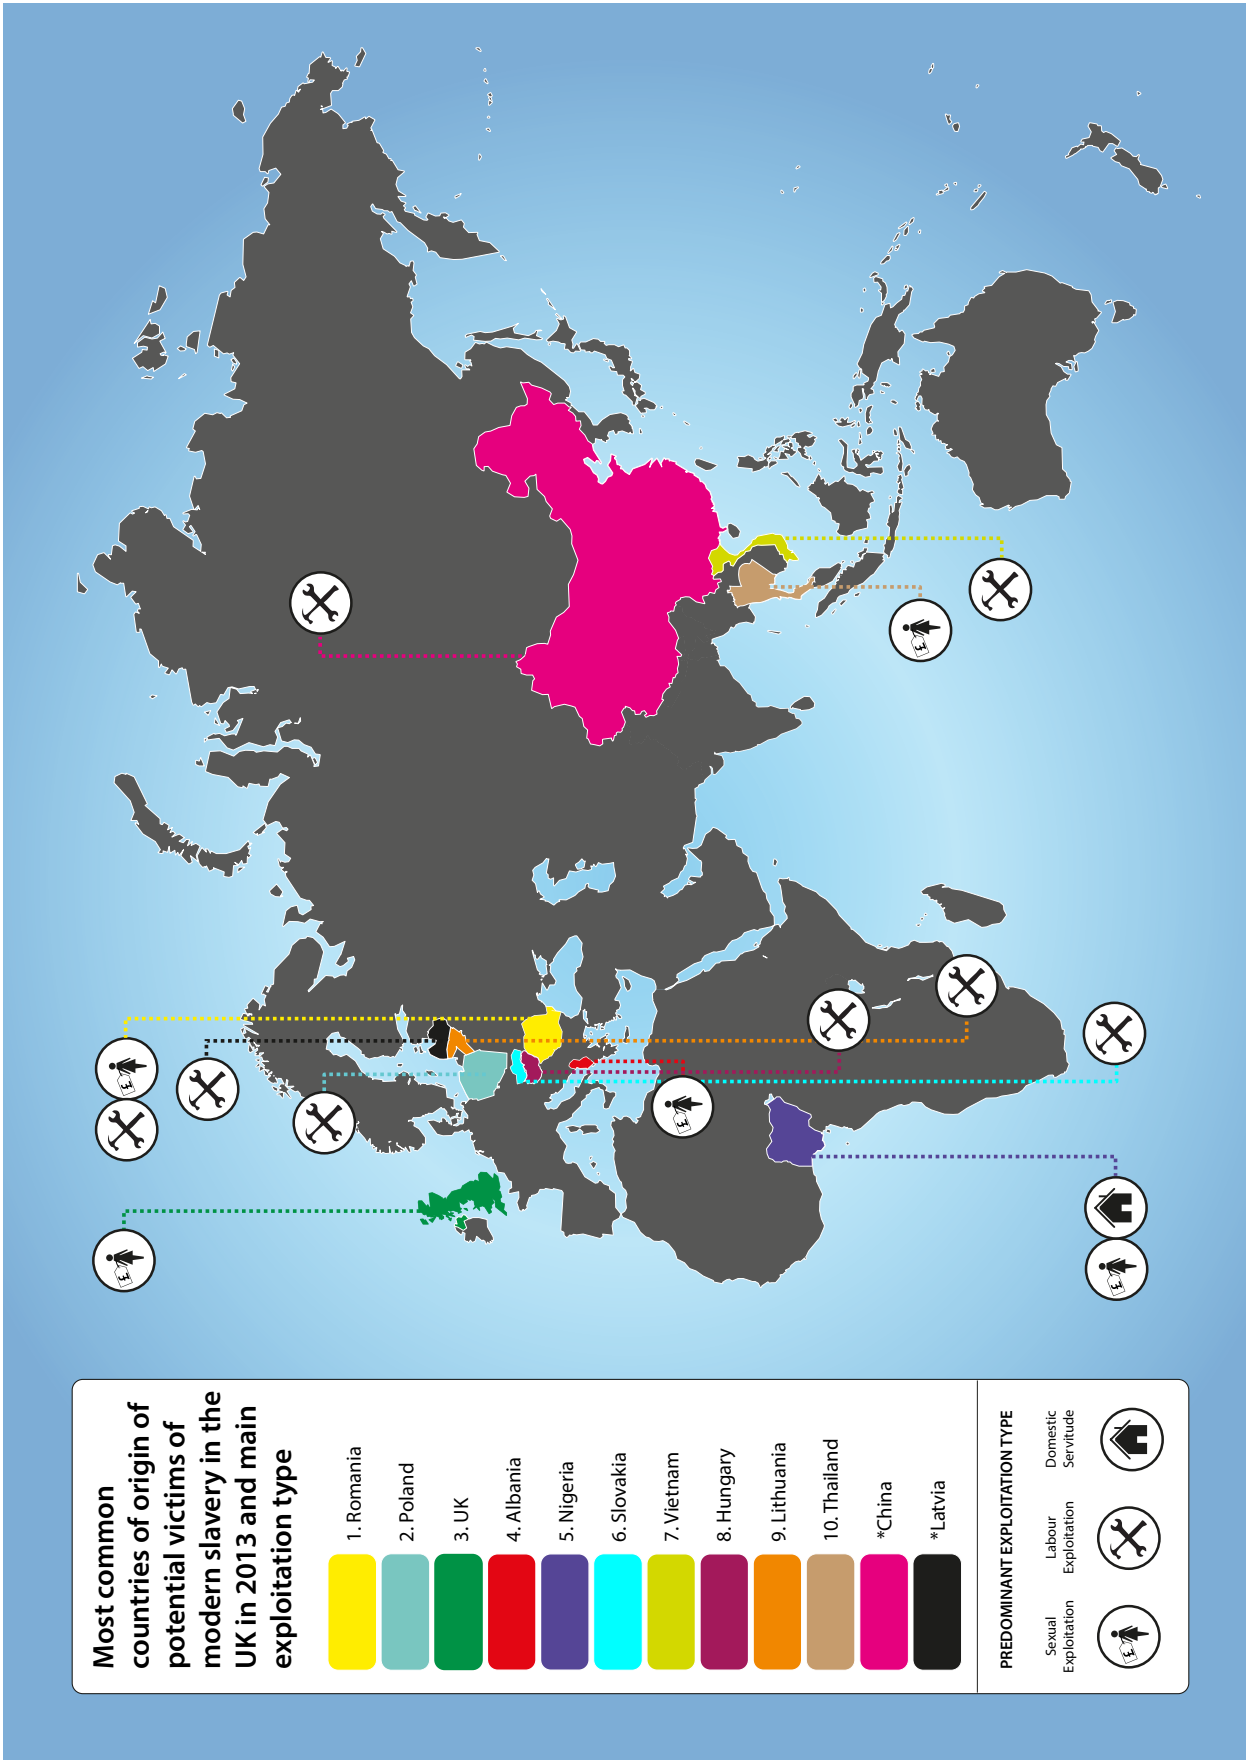 Most common
countries of origin of
potential victims of
modern slavery in the
UK in 2013 and main
exploitation type
1. Romania
2. Poland
3. UK
4. Albania
5. Nigeria
6. Slovakia
7. Vietnam
8. Hungary
9. Lithuania
10. Thailand
*China
*Latvia
PREDOMINANT EXPLOITATION TYPE
Sexual
Exploitation
Labour
Exploitation
Domestic
Servitude
£
£
£
£
£
£